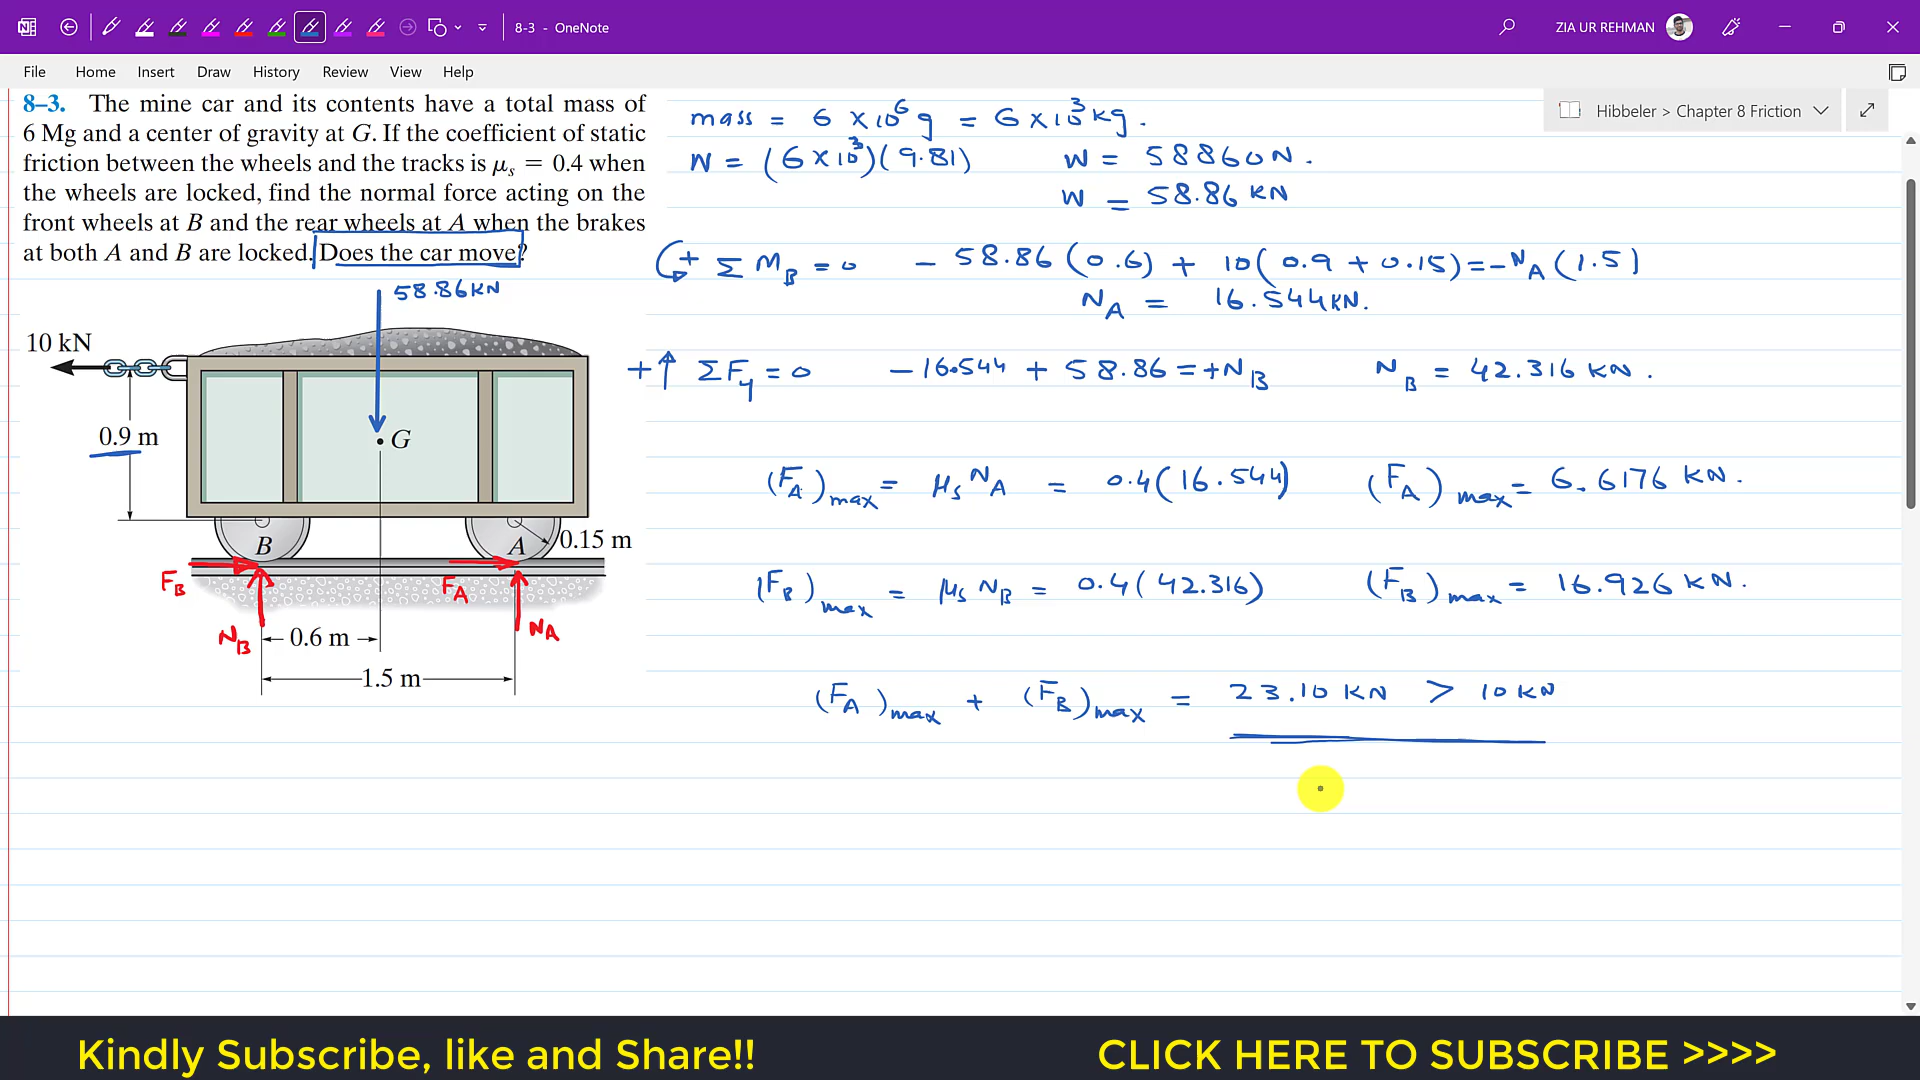 8-3 - OneNote
ZIA UR REHMAN
File Home Insert Draw History Review View Help
Hibbeler > Chapter 8 Friction
8–3. The mine car and its contents have a total mass of
6 Mg and a center of gravity at G. If the coefficient of static
friction between the wheels and the tracks is μs = 0.4 when
the wheels are locked, find the normal force acting on the
front wheels at B and the rear wheels at A when the brakes
at both A and B are locked. Does the car move?
58.86KN
10 kN
0.9 m
G
B
A
0.15 m
FB
FA
NB
NA
0.6 m
1.5 m
mass = 6 ×10^6 g = 6×10^3 kg.
W = (6×10^3)(9.81) W = 58860N.
W = 58.86 KN
+ ΣMB = 0 - 58.86(0.6) + 10(0.9 + 0.15) = -NA(1.5)
NA = 16.544KN.
+↑ ΣFy = 0 - 16.544 + 58.86 = +NB NB = 42.316 KN.
(FA)max = μs NA = 0.4(16.544) (FA)max = 6.6176 KN.
(FB)max = μs NB = 0.4(42.316) (FB)max = 16.926 KN.
(FA)max + (FB)max = 23.10 KN > 10 KN
Kindly Subscribe, like and Share!!
CLICK HERE TO SUBSCRIBE >>>>